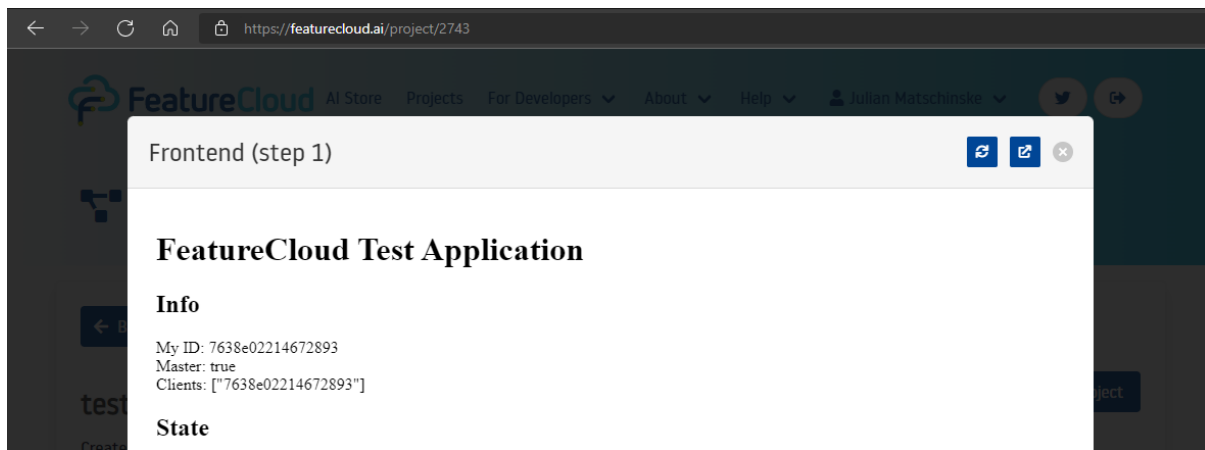 https://featurecloud.ai/project/2743
FeatureCloud AI Store Projects For Developers About Help Julian Matschinske
Frontend (step 1)
FeatureCloud Test Application
Info
My ID: 7638e02214672893
Master: true
Clients: ["7638e02214672893"]
State
test